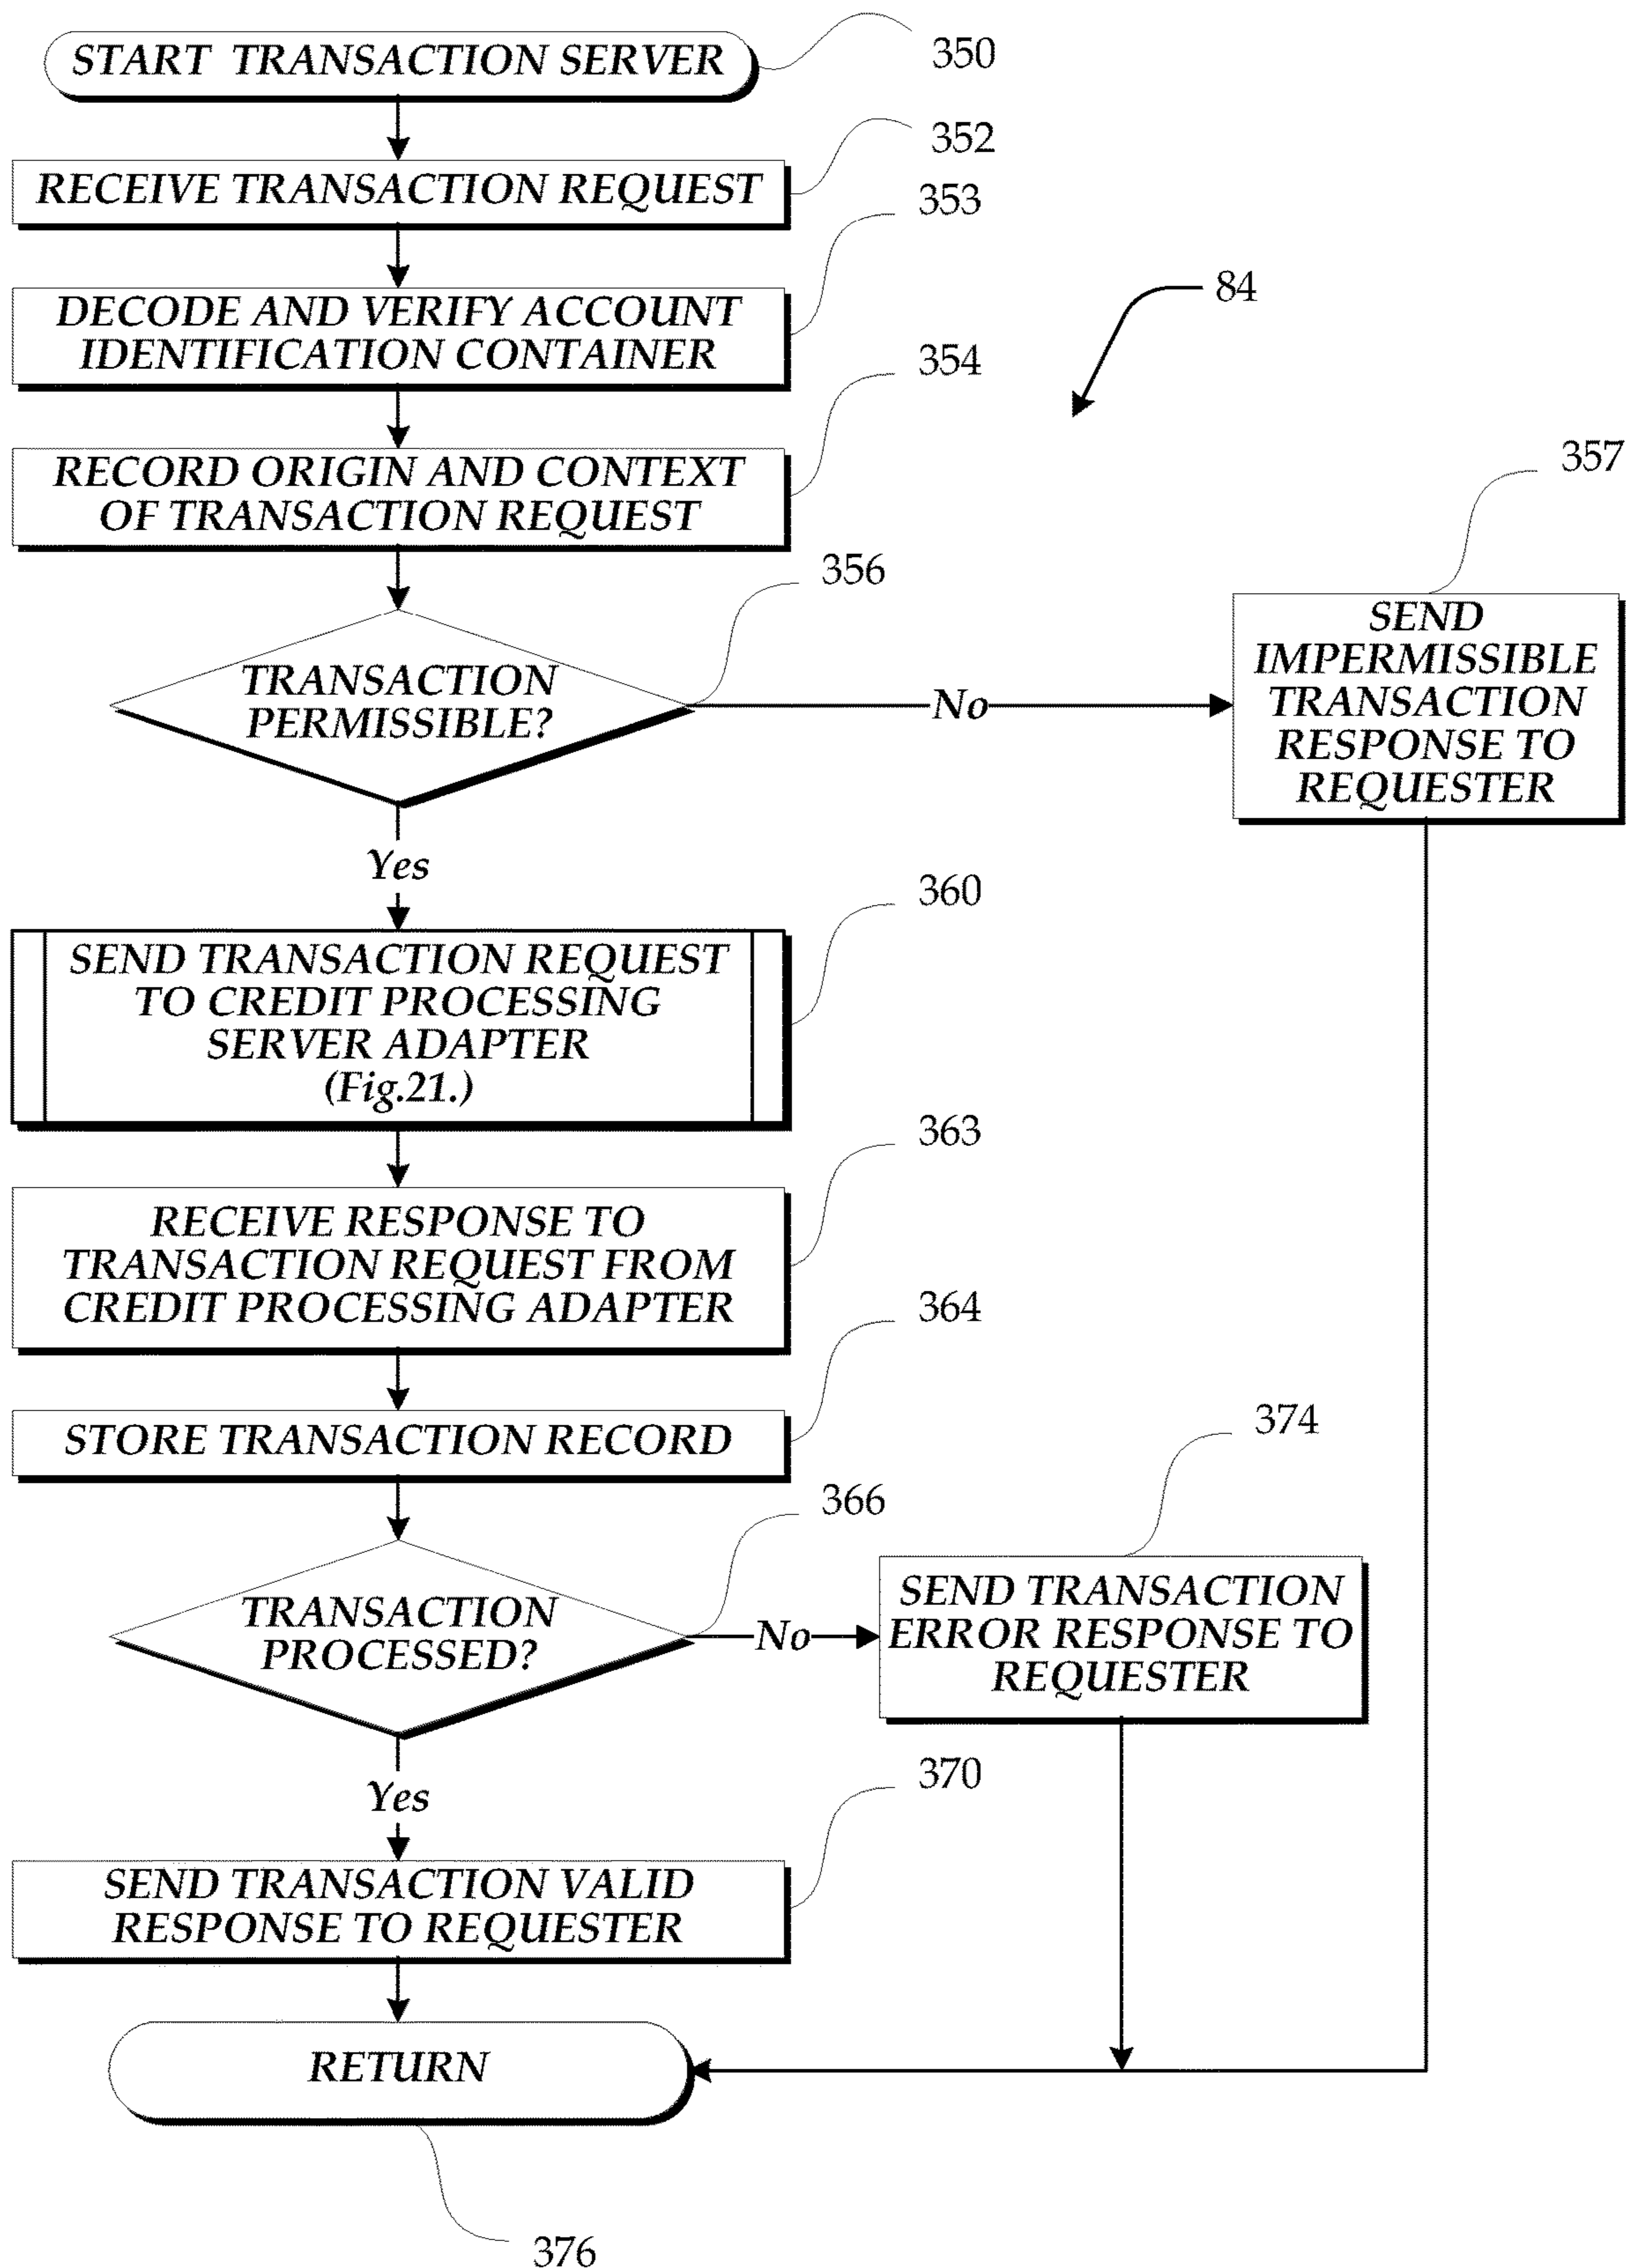 START TRANSACTION SERVER
350
RECEIVE TRANSACTION REQUEST
352
DECODE AND VERIFY ACCOUNT
IDENTIFICATION CONTAINER
353
84
RECORD ORIGIN AND CONTEXT
OF TRANSACTION REQUEST
354
TRANSACTION
PERMISSIBLE?
356
No
SEND
IMPERMISSIBLE
TRANSACTION
RESPONSE TO
REQUESTER
357
Yes
SEND TRANSACTION REQUEST
TO CREDIT PROCESSING
SERVER ADAPTER
(Fig.21.)
360
RECEIVE RESPONSE TO
TRANSACTION REQUEST FROM
CREDIT PROCESSING ADAPTER
363
STORE TRANSACTION RECORD
364
TRANSACTION
PROCESSED?
366
No
SEND TRANSACTION
ERROR RESPONSE TO
REQUESTER
374
Yes
SEND TRANSACTION VALID
RESPONSE TO REQUESTER
370
RETURN
376